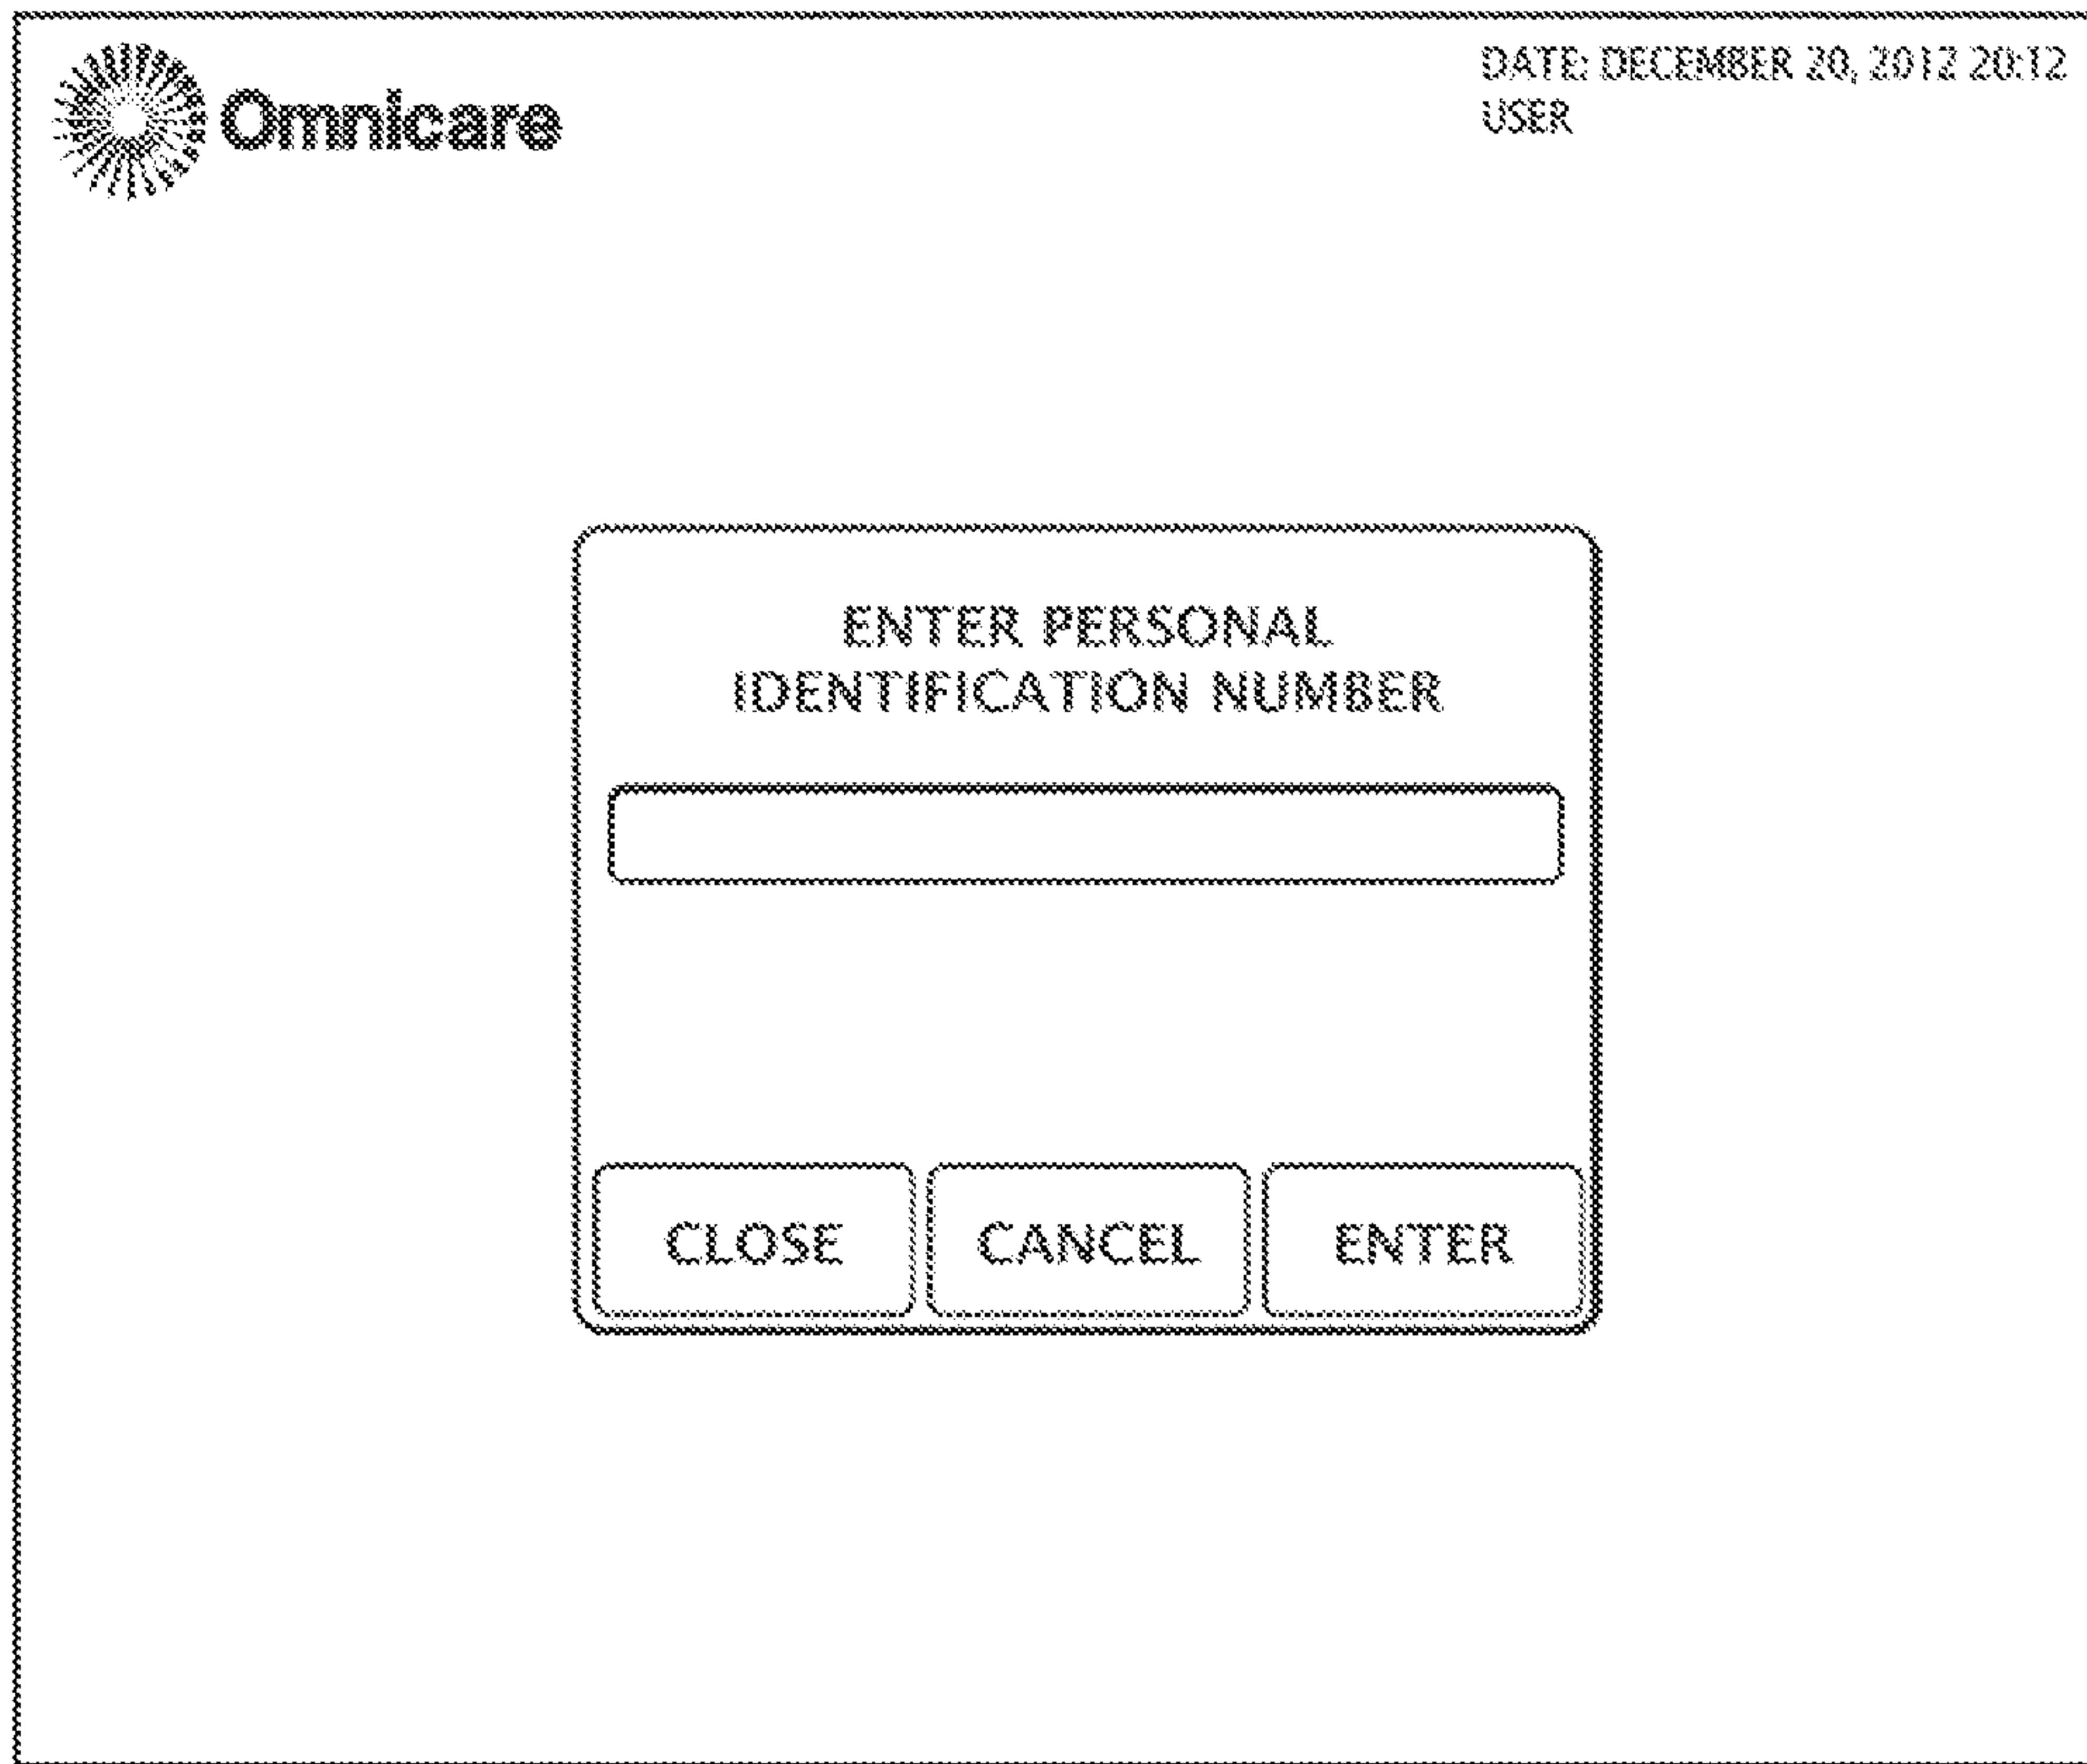 Omnicare
DATE: DECEMBER 20, 2012 20:12
USER
ENTER PERSONAL
IDENTIFICATION NUMBER
CLOSE
CANCEL
ENTER